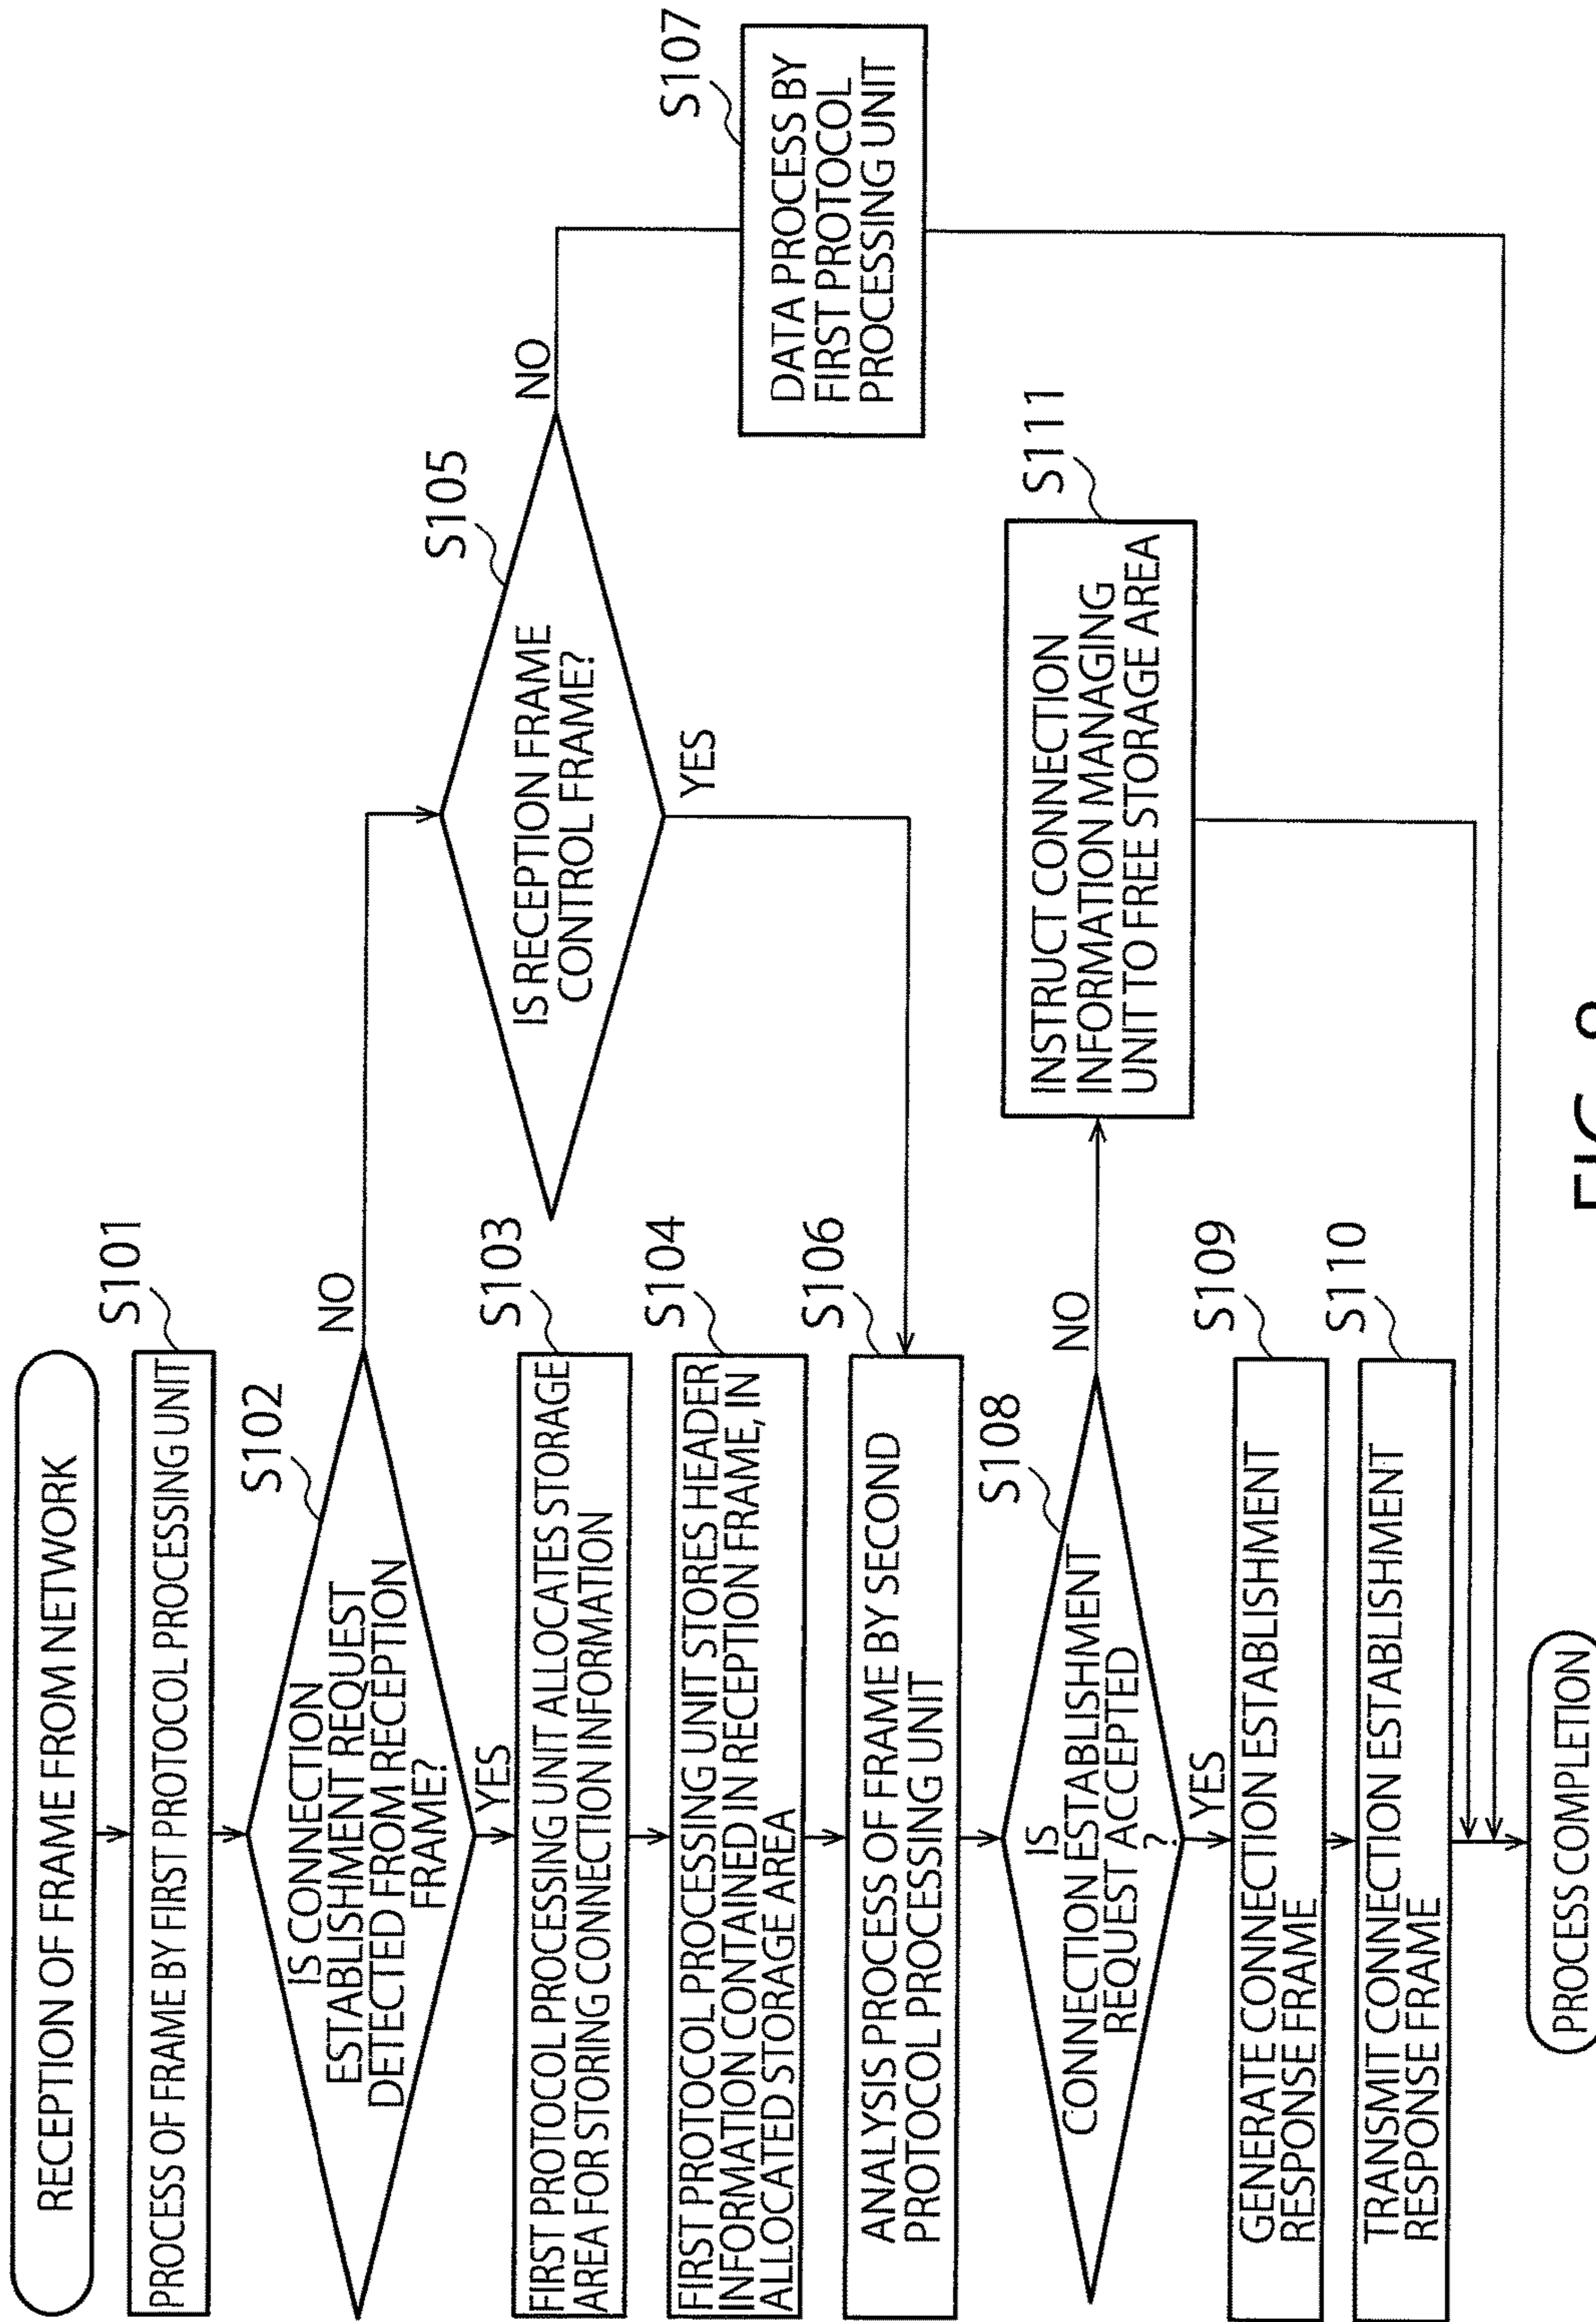 RECEPTION OF FRAME FROM NETWORK
S101
PROCESS OF FRAME BY FIRST PROTOCOL PROCESSING UNIT
S102
IS CONNECTION
ESTABLISHMENT REQUEST
DETECTED FROM RECEPTION
FRAME?
NO
YES
S105
IS RECEPTION FRAME
CONTROL FRAME?
NO
YES
S103
FIRST PROTOCOL PROCESSING UNIT ALLOCATES STORAGE
AREA FOR STORING CONNECTION INFORMATION
S104
FIRST PROTOCOL PROCESSING UNIT STORES HEADER
INFORMATION CONTAINED IN RECEPTION FRAME, IN
ALLOCATED STORAGE AREA
S107
DATA PROCESS BY
FIRST PROTOCOL
PROCESSING UNIT
S106
ANALYSIS PROCESS OF FRAME BY SECOND
PROTOCOL PROCESSING UNIT
S108
IS
CONNECTION ESTABLISHMENT
REQUEST ACCEPTED
?
NO
YES
S111
INSTRUCT CONNECTION
INFORMATION MANAGING
UNIT TO FREE STORAGE AREA
S109
GENERATE CONNECTION ESTABLISHMENT
RESPONSE FRAME
S110
TRANSMIT CONNECTION ESTABLISHMENT
RESPONSE FRAME
PROCESS COMPLETION